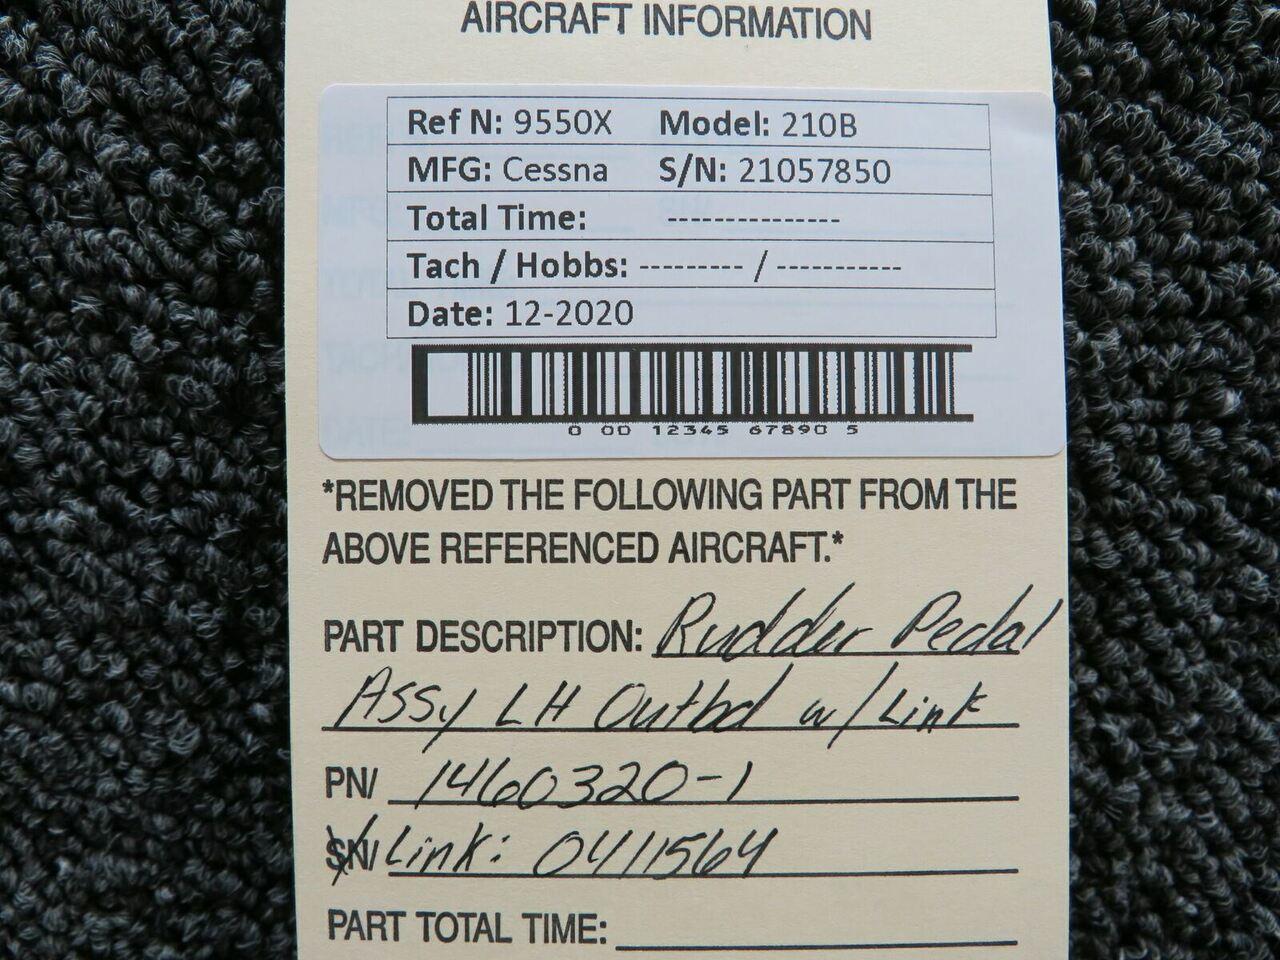 AIRCRAFT INFORMATION
Ref N: 9550X Model: 210B
MFG: Cessna S/N: 21057850
Total Time: --------------
Tach / Hobbs: --------- / -----------
Date: 12-2020
0 00 12345 67890 5
*REMOVED THE FOLLOWING PART FROM THE
ABOVE REFERENCED AIRCRAFT.*
PART DESCRIPTION: Rudder Pedal
Assy LH Outbd w/Link
PN/ 1460320-1
SN/ Link: 0411564
PART TOTAL TIME: